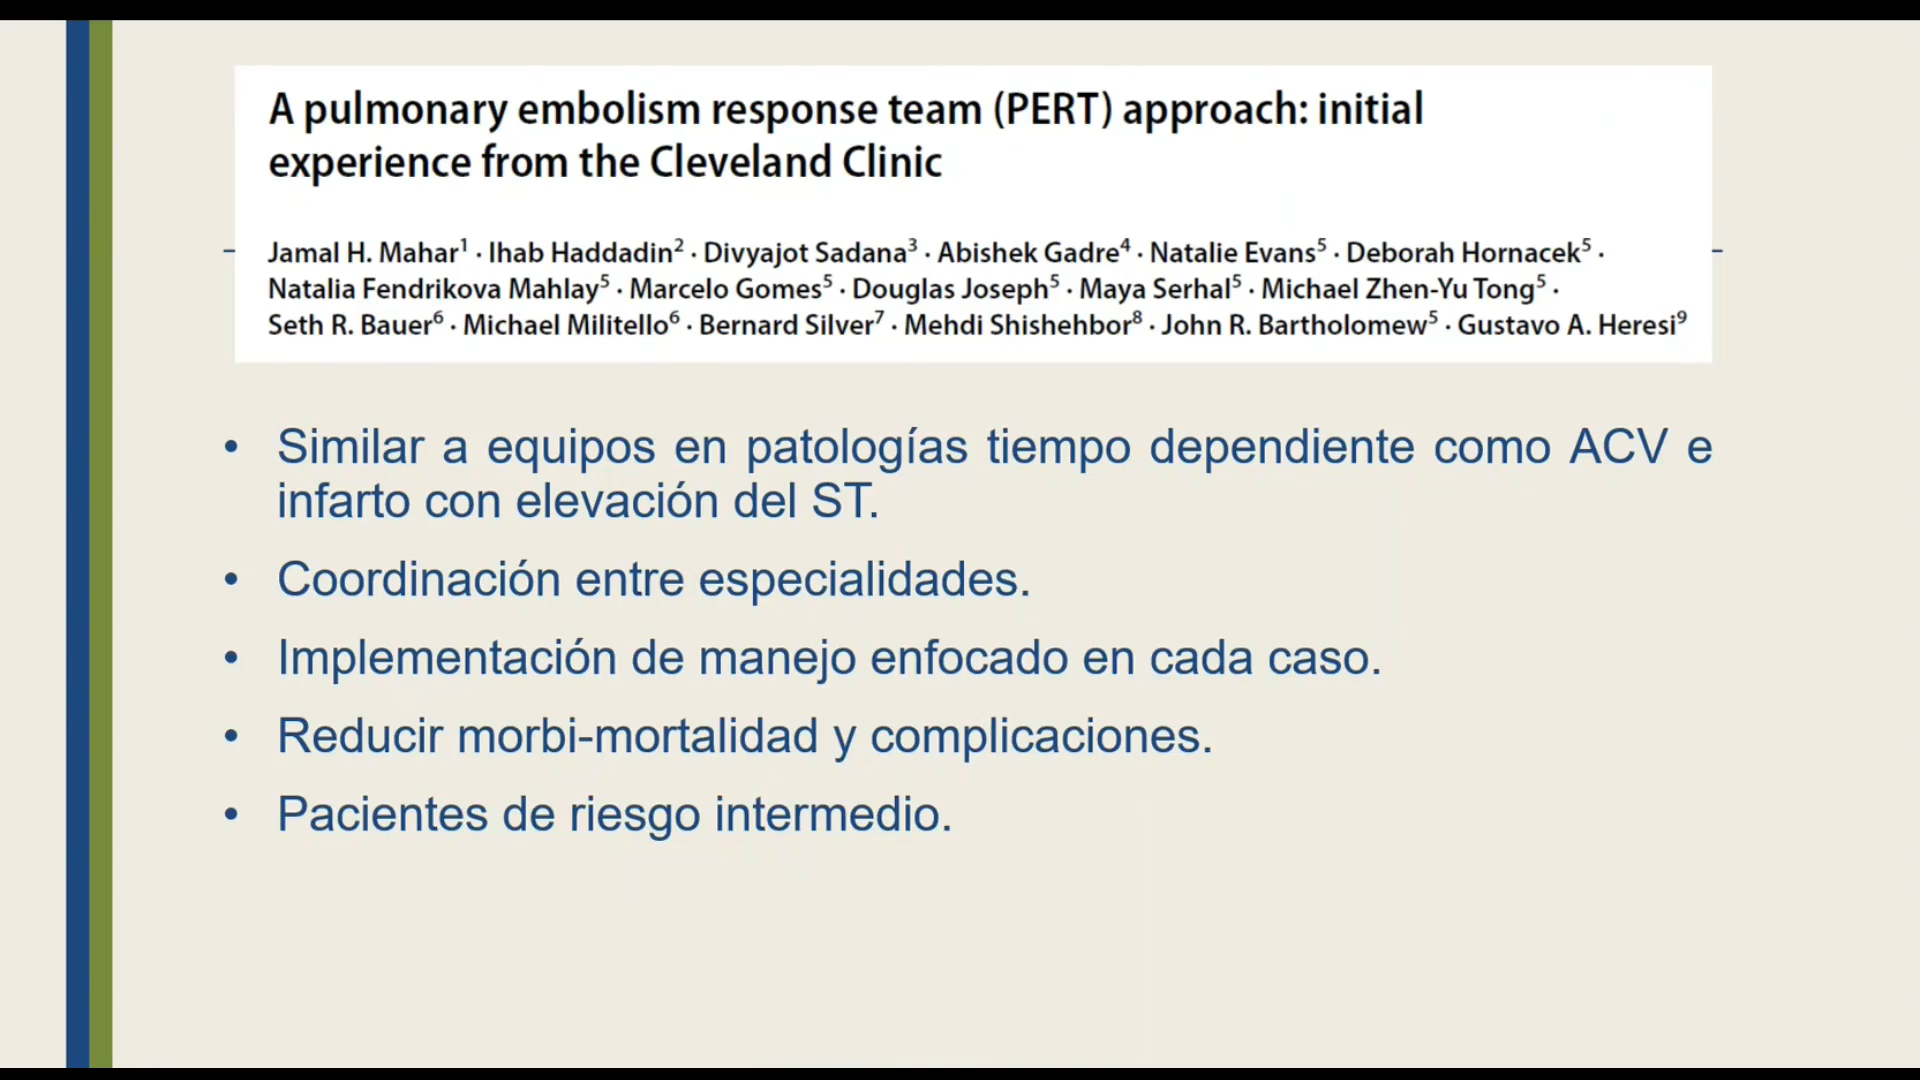 A pulmonary embolism response team (PERT) approach: initial
experience from the Cleveland Clinic
Jamal H. Mahar¹ · Ihab Haddadin² · Divyajot Sadana³ · Abishek Gadre⁴ · Natalie Evans⁵ · Deborah Hornacek⁵ ·
Natalia Fendrikova Mahlay⁵ · Marcelo Gomes⁵ · Douglas Joseph⁵ · Maya Serhal⁵ · Michael Zhen-Yu Tong⁵ ·
Seth R. Bauer⁶ · Michael Militello⁶ · Bernard Silver⁷ · Mehdi Shishehbor⁸ · John R. Bartholomew⁵ · Gustavo A. Heresi⁹
• Similar a equipos en patologías tiempo dependiente como ACV e
infarto con elevación del ST.
• Coordinación entre especialidades.
• Implementación de manejo enfocado en cada caso.
• Reducir morbi-mortalidad y complicaciones.
• Pacientes de riesgo intermedio.